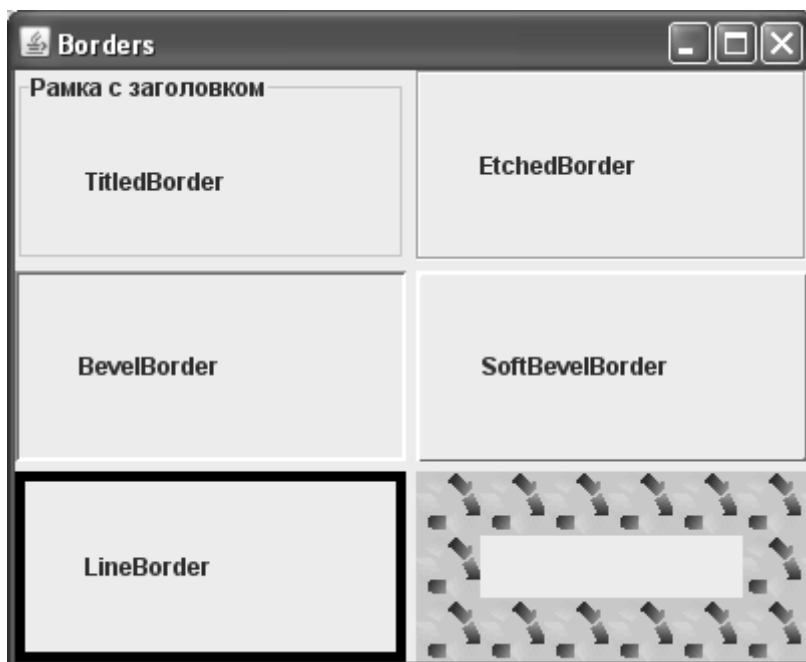 Borders
Рамка с заголовком
TitledBorder
EtchedBorder
BevelBorder
SoftBevelBorder
LineBorder